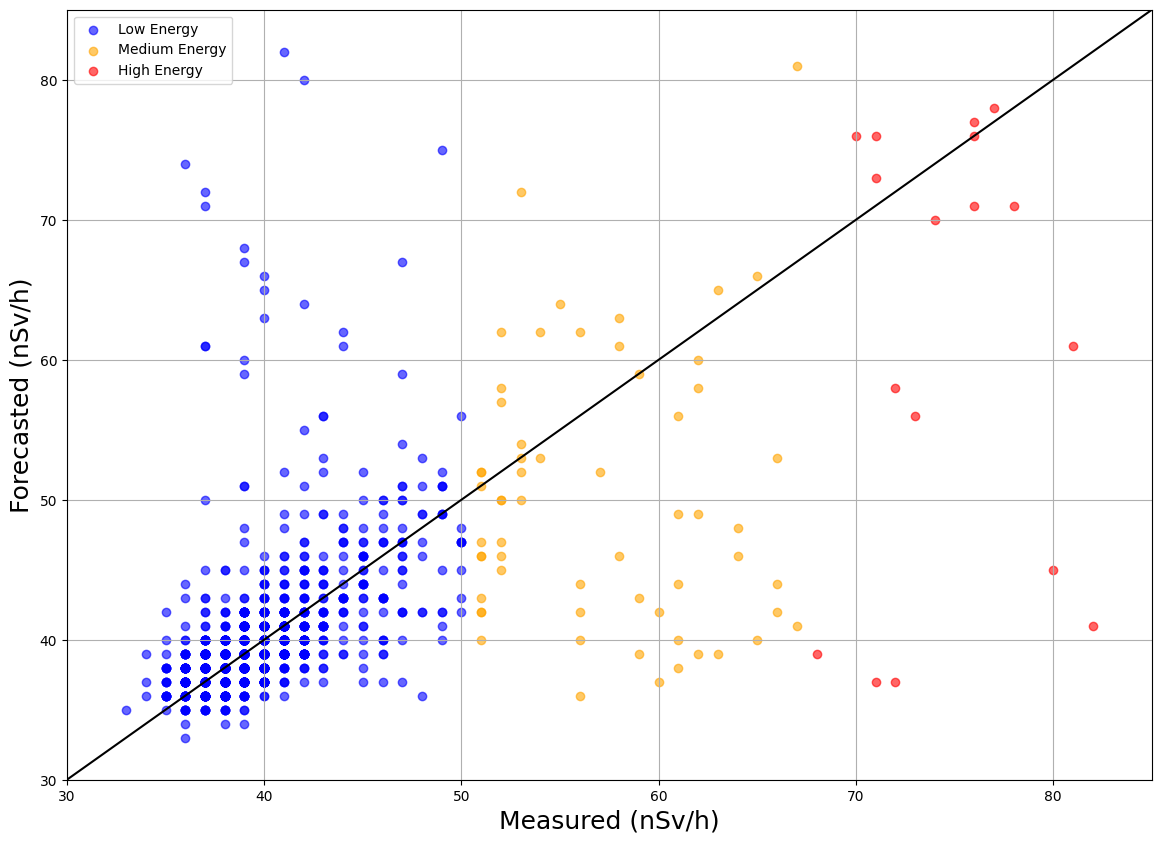 Low Energy
Medium Energy
High Energy
80
70
60
50
40
30
Forecasted (nSv/h)
30 40 50 60 70 80
Measured (nSv/h)